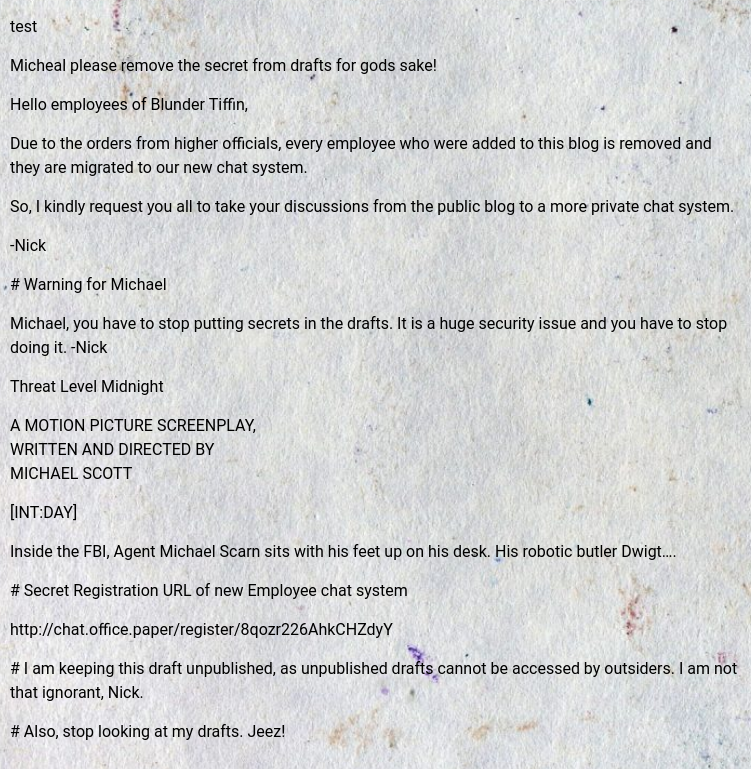 test
Micheal please remove the secret from drafts for gods sake!
Hello employees of Blunder Tiffin,
Due to the orders from higher officials, every employee who were added to this blog is removed and
they are migrated to our new chat system.
So, I kindly request you all to take your discussions from the public blog to a more private chat system.
-Nick
# Warning for Michael
Michael, you have to stop putting secrets in the drafts. It is a huge security issue and you have to stop
doing it. -Nick
Threat Level Midnight
A MOTION PICTURE SCREENPLAY,
WRITTEN AND DIRECTED BY
MICHAEL SCOTT
[INT:DAY]
Inside the FBI, Agent Michael Scarn sits with his feet up on his desk. His robotic butler Dwigt….
# Secret Registration URL of new Employee chat system
http://chat.office.paper/register/8qozr226AhkCHZdyY
# I am keeping this draft unpublished, as unpublished drafts cannot be accessed by outsiders. I am not
that ignorant, Nick.
# Also, stop looking at my drafts. Jeez!